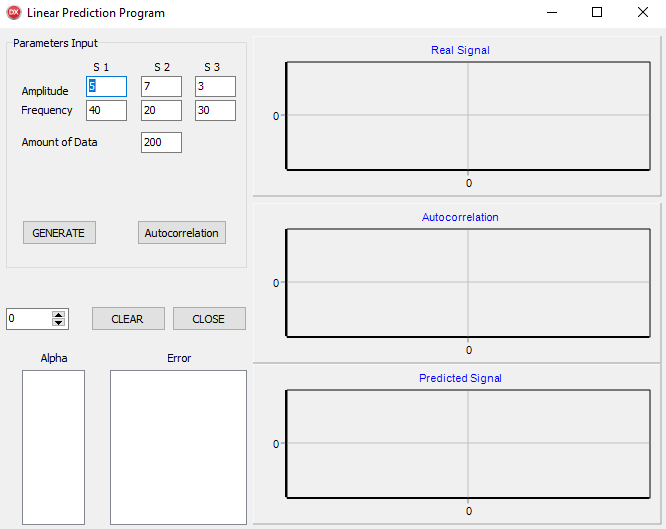 DX Linear Prediction Program
Parameters Input
S 1 S 2 S 3
Amplitude 5 7 3
Frequency 40 20 30
Amount of Data 200
GENERATE Autocorrelation
0 CLEAR CLOSE
Alpha Error
Real Signal
0
0
Autocorrelation
0
0
Predicted Signal
0
0